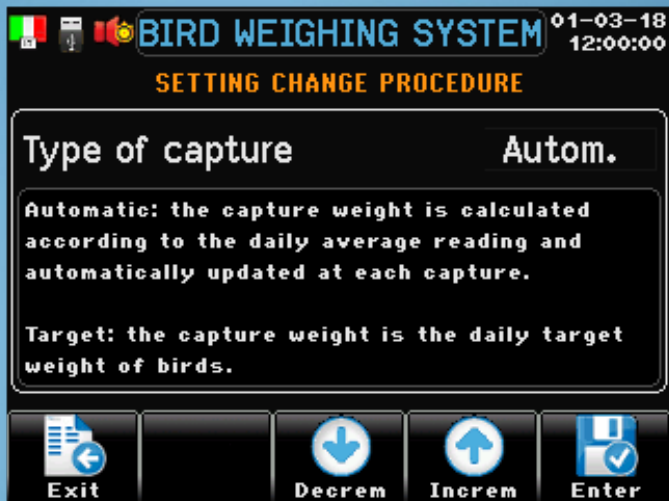 BIRD WEIGHING SYSTEM
01-03-18
12:00:00
SETTING CHANGE PROCEDURE
Type of capture Autom.
Automatic: the capture weight is calculated
according to the daily average reading and
automatically updated at each capture.
Target: the capture weight is the daily target
weight of birds.
Exit Decrem Increm Enter